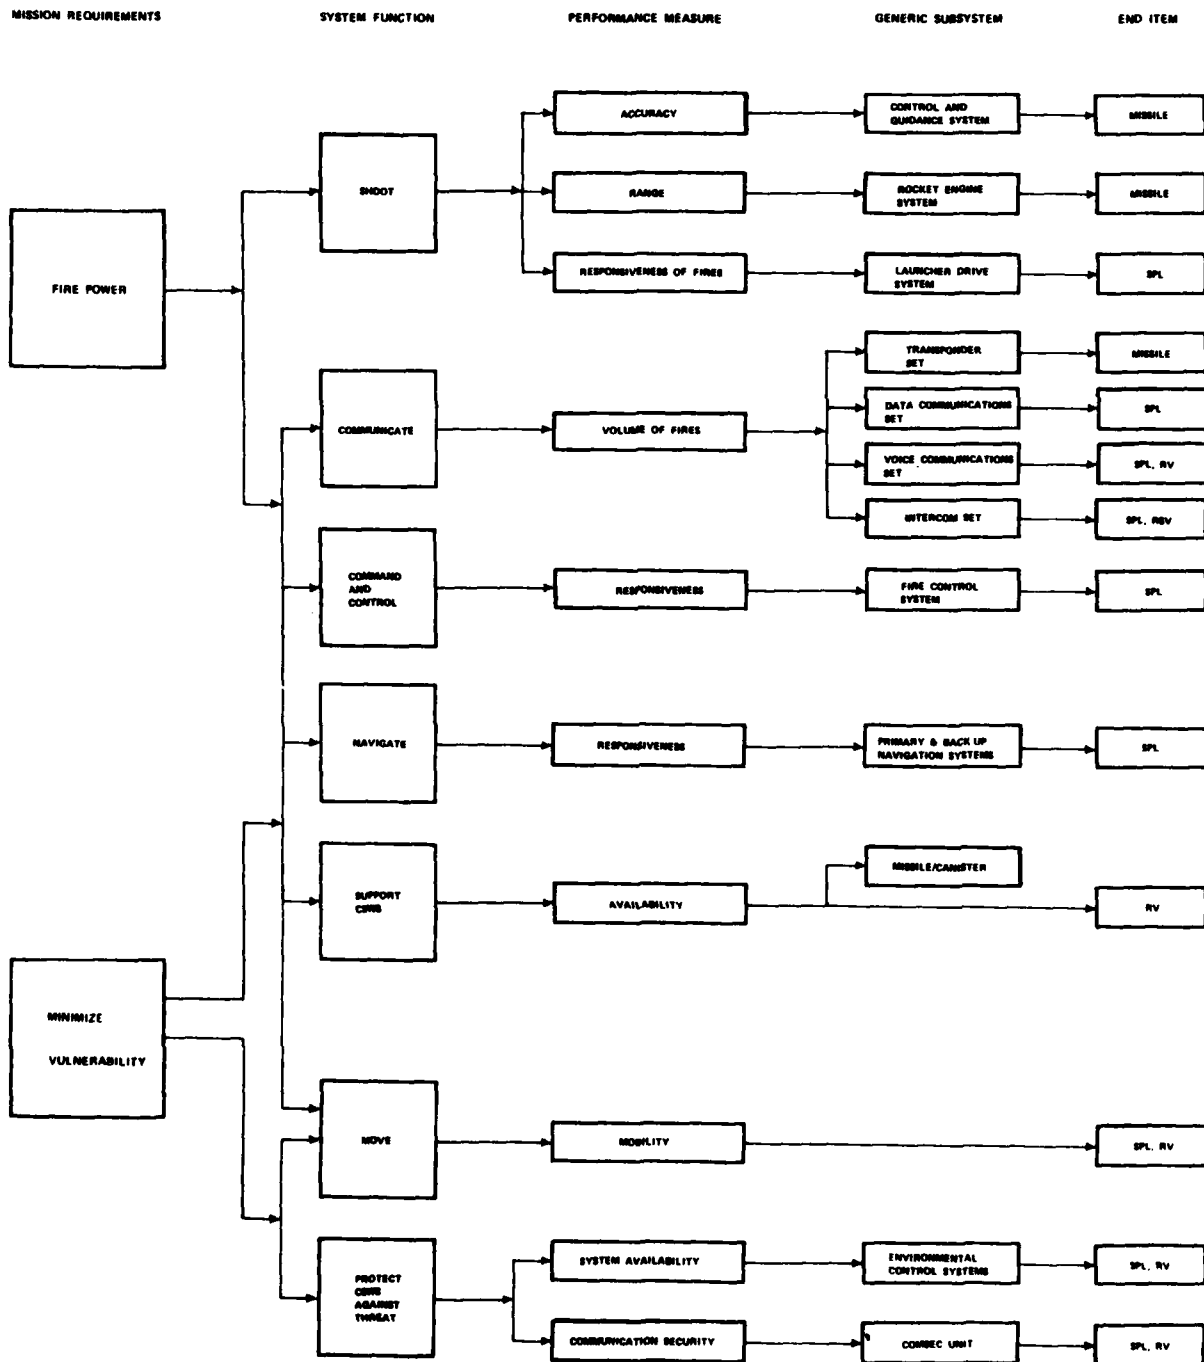 MISSION REQUIREMENTS
SYSTEM FUNCTION
PERFORMANCE MEASURE
GENERIC SUBSYSTEM
END ITEM
FIRE POWER
SHOOT
ACCURACY
CONTROL AND
GUIDANCE SYSTEM
MISSILE
RANGE
ROCKET ENGINE
SYSTEM
MISSILE
RESPONSIVENESS OF FIRES
LAUNCHER DRIVE
SYSTEM
SPL
COMMUNICATE
VOLUME OF FIRES
TRANSPONDER
SET
MISSILE
DATA COMMUNICATIONS
SET
SPL
VOICE COMMUNICATIONS
SET
SPL, RV
INTERCOM SET
SPL, RSV
COMMAND
AND
CONTROL
RESPONSIVENESS
FIRE CONTROL
SYSTEM
SPL
NAVIGATE
RESPONSIVENESS
PRIMARY & BACK UP
NAVIGATION SYSTEMS
SPL
SUPPORT
CSWS
AVAILABILITY
MISSILE/CANISTER
RV
MINIMIZE
VULNERABILITY
MOVE
MOBILITY
SPL, RV
PROTECT
CSWS
AGAINST
THREAT
SYSTEM AVAILABILITY
ENVIRONMENTAL
CONTROL SYSTEMS
SPL, RV
COMMUNICATION SECURITY
COMSEC UNIT
SPL, RV